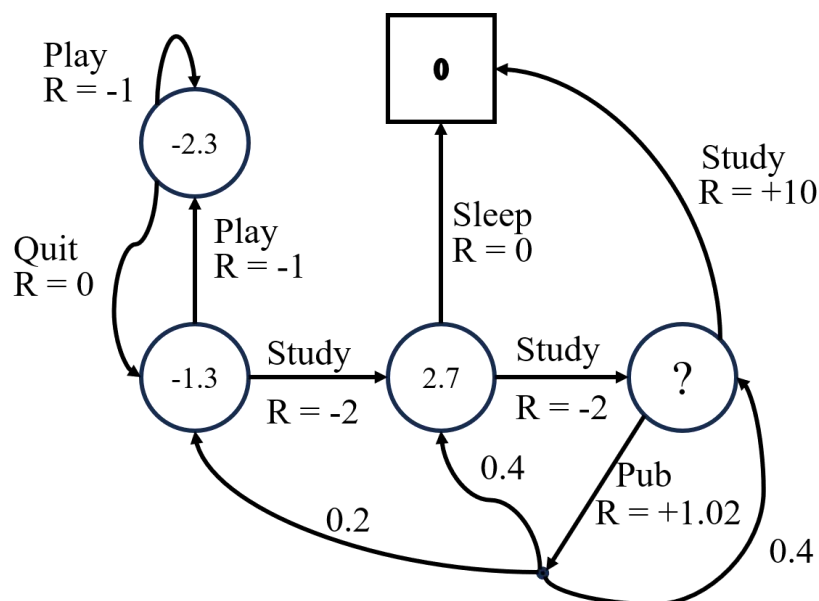 Play
R = -1
0
-2.3
Study
R = +10
Play
R = -1
Sleep
R = 0
Quit
R = 0
-1.3
Study
R = -2
2.7
Study
R = -2
?
0.4
Pub
R = +1.02
0.2
0.4